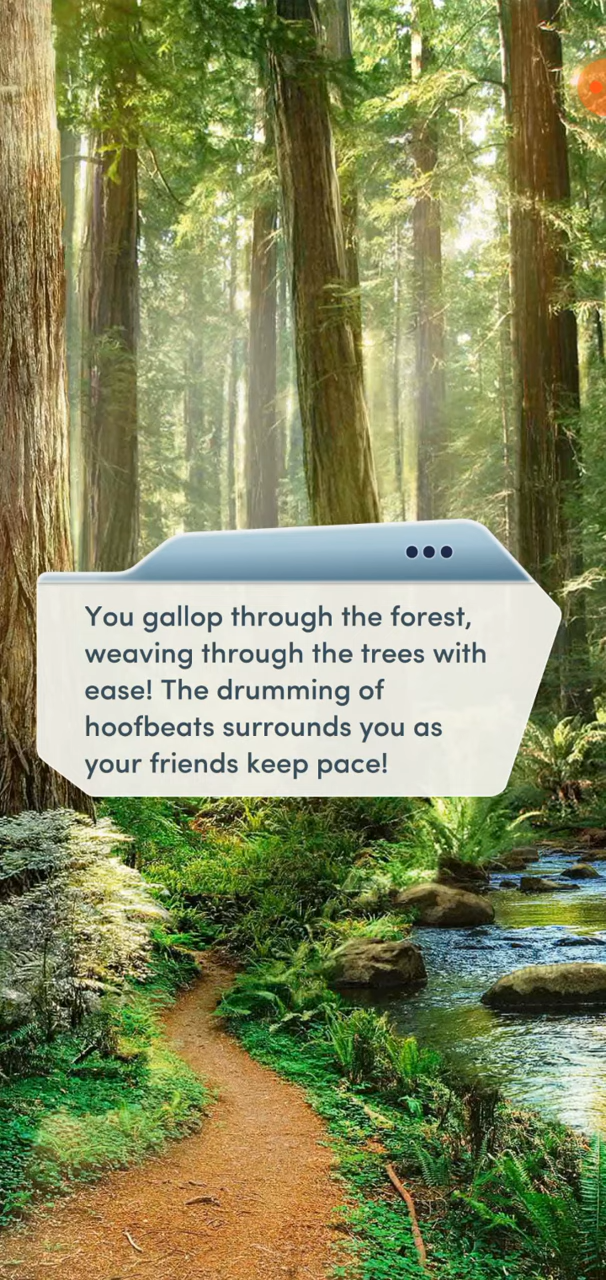 You gallop through the forest,
weaving through the trees with
ease! The drumming of
hoofbeats surrounds you as
your friends keep pace!